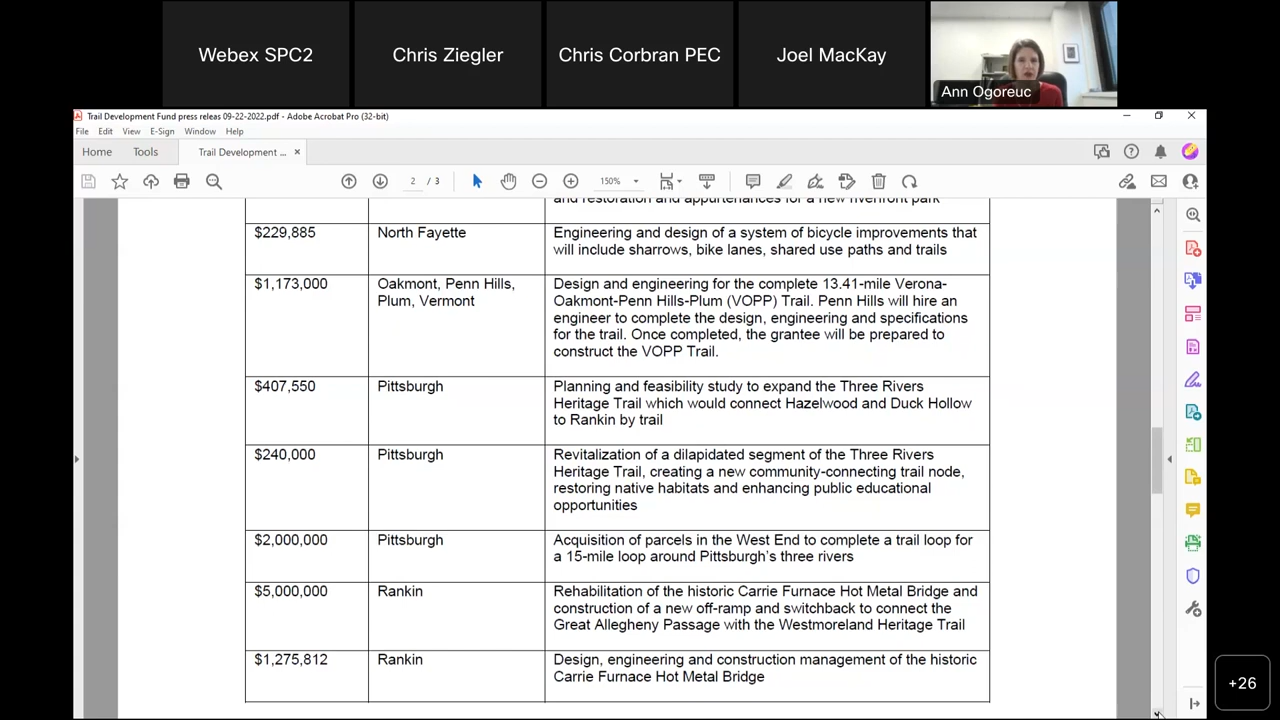 Webex SPC2
Chris Ziegler
Chris Corbran PEC
Joel MacKay
Ann Ogoreuc
Trail Development Fund press releas 09-22-2022.pdf - Adobe Acrobat Pro (32-bit)
File Edit View E-Sign Window Help
Home Tools Trail Development ... ×
2 / 3 150%
and restoration and appurtenances for a new riverfront park
$229,885 North Fayette Engineering and design of a system of bicycle improvements that
will include sharrows, bike lanes, shared use paths and trails
$1,173,000 Oakmont, Penn Hills, Design and engineering for the complete 13.41-mile Verona-
Plum, Vermont Oakmont-Penn Hills-Plum (VOPP) Trail. Penn Hills will hire an
engineer to complete the design, engineering and specifications
for the trail. Once completed, the grantee will be prepared to
construct the VOPP Trail.
$407,550 Pittsburgh Planning and feasibility study to expand the Three Rivers
Heritage Trail which would connect Hazelwood and Duck Hollow
to Rankin by trail
$240,000 Pittsburgh Revitalization of a dilapidated segment of the Three Rivers
Heritage Trail, creating a new community-connecting trail node,
restoring native habitats and enhancing public educational
opportunities
$2,000,000 Pittsburgh Acquisition of parcels in the West End to complete a trail loop for
a 15-mile loop around Pittsburgh's three rivers
$5,000,000 Rankin Rehabilitation of the historic Carrie Furnace Hot Metal Bridge and
construction of a new off-ramp and switchback to connect the
Great Allegheny Passage with the Westmoreland Heritage Trail
$1,275,812 Rankin Design, engineering and construction management of the historic
Carrie Furnace Hot Metal Bridge
+26